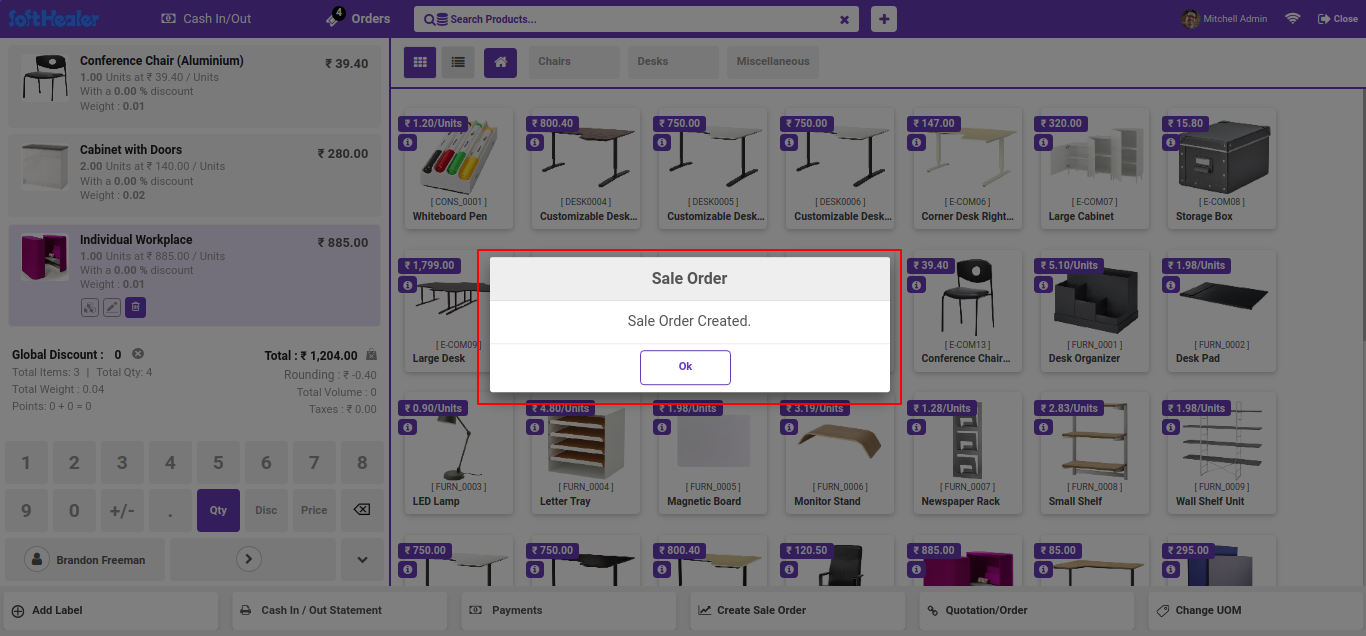 SoftHealer
Cash In/Out
4
Orders
Search Products...
Mitchell Admin
Close
Conference Chair (Aluminium)
₹ 39.40
1.00 Units at ₹ 39.40 / Units
With a 0.00 % discount
Weight : 0.01
Cabinet with Doors
₹ 280.00
2.00 Units at ₹ 140.00 / Units
With a 0.00 % discount
Weight : 0.02
Individual Workplace
₹ 885.00
1.00 Units at ₹ 885.00 / Units
With a 0.00 % discount
Weight : 0.01
Global Discount : 0
Total : ₹ 1,204.00
Total Items: 3 | Total Qty: 4
Rounding : ₹ -0.40
Total Weight : 0.04
Total Volume : 0
Points: 0 + 0 = 0
Taxes : ₹ 0.00
1 2 3 4 5 6 7 8
9 0 +/- . Qty Disc Price
Brandon Freeman
Chairs
Desks
Miscellaneous
₹ 1.20/Units
[ CONS_0001 ]
Whiteboard Pen
₹ 800.40
[ DESK0004 ]
Customizable Desk...
₹ 750.00
[ DESK0005 ]
Customizable Desk...
₹ 750.00
[ DESK0006 ]
Customizable Desk...
₹ 147.00
[ E-COM06 ]
Corner Desk Right...
₹ 320.00
[ E-COM07 ]
Large Cabinet
₹ 15.80
[ E-COM08 ]
Storage Box
₹ 1,799.00
[ E-COM09 ]
Large Desk
Sale Order
Sale Order Created.
Ok
₹ 39.40
[ E-COM13 ]
Conference Chair...
₹ 5.10/Units
[ FURN_0001 ]
Desk Organizer
₹ 1.98/Units
[ FURN_0002 ]
Desk Pad
₹ 0.90/Units
[ FURN_0003 ]
LED Lamp
₹ 4.80/Units
[ FURN_0004 ]
Letter Tray
₹ 1.98/Units
[ FURN_0005 ]
Magnetic Board
₹ 3.19/Units
[ FURN_0006 ]
Monitor Stand
₹ 1.28/Units
[ FURN_0007 ]
Newspaper Rack
₹ 2.83/Units
[ FURN_0008 ]
Small Shelf
₹ 1.98/Units
[ FURN_0009 ]
Wall Shelf Unit
₹ 750.00
₹ 750.00
₹ 800.40
₹ 120.50
₹ 885.00
₹ 85.00
₹ 295.00
Add Label
Cash In / Out Statement
Payments
Create Sale Order
Quotation/Order
Change UOM